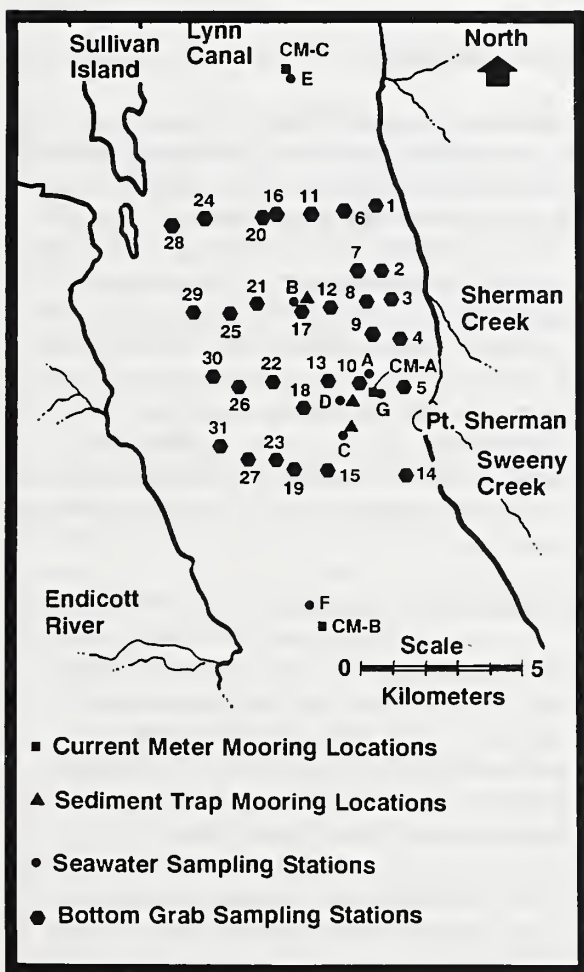 Lynn
Canal
Sullivan
Island
CM-C
E
North
24
16
11
6
1
28
20
7
2
29
21
B
12
8
3
25
17
9
4
Sherman
Creek
30
22
13
10
A
CM-A
26
18
D
G
5
Pt. Sherman
31
23
C
Sweeny
Creek
27
19
15
14
Endicott
River
F
CM-B
Scale
0
5
Kilometers
Current Meter Mooring Locations
Sediment Trap Mooring Locations
Seawater Sampling Stations
Bottom Grab Sampling Stations